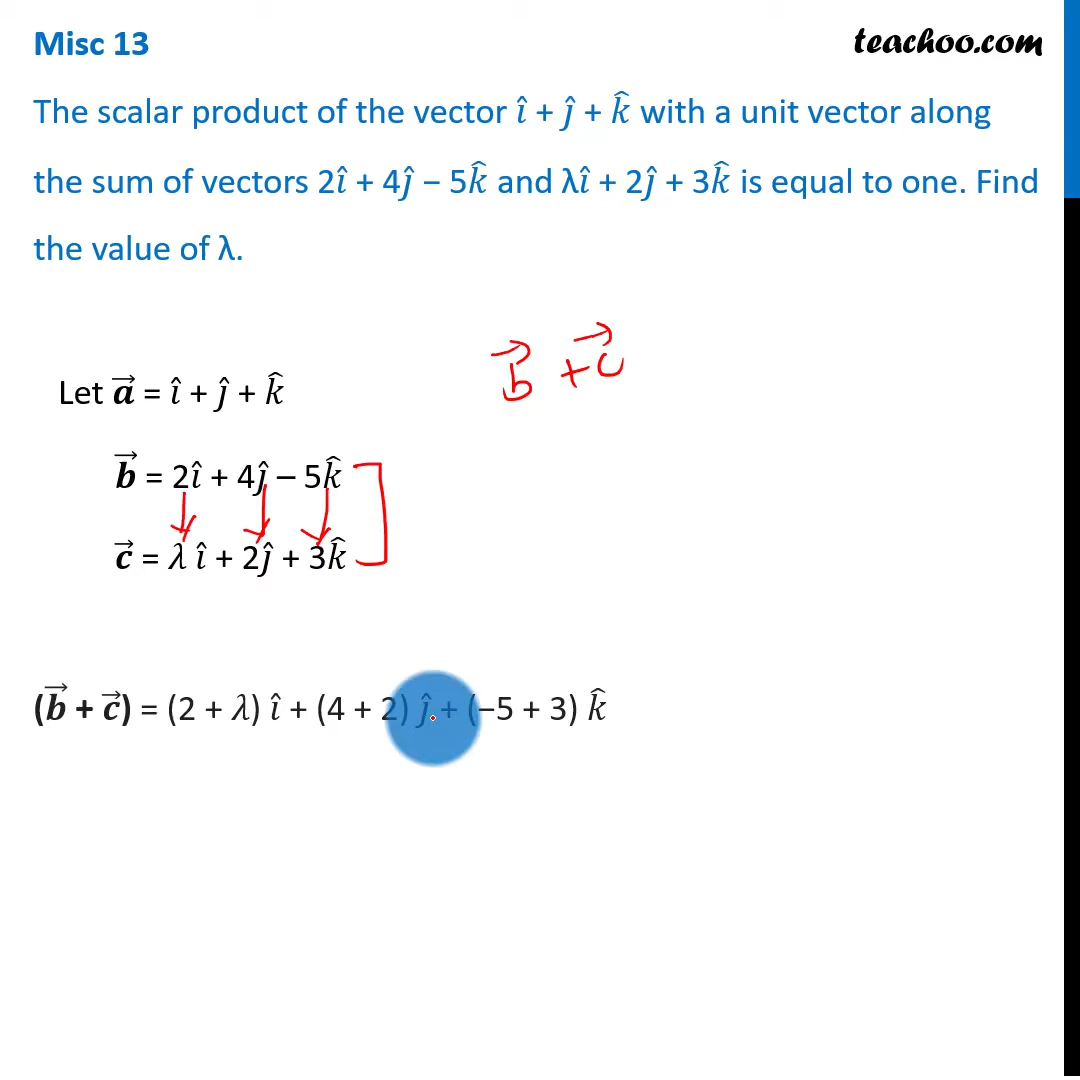 Misc 13
teachoo.com
The scalar product of the vector î + ĵ + k̂ with a unit vector along
the sum of vectors 2î + 4ĵ − 5k̂ and λî + 2ĵ + 3k̂ is equal to one. Find
the value of λ.
b⃗ + c⃗
Let a⃗ = î + ĵ + k̂
b⃗ = 2î + 4ĵ – 5k̂
c⃗ = λ î + 2ĵ + 3k̂
(b⃗ + c⃗) = (2 + λ) î + (4 + 2) ĵ + (−5 + 3) k̂